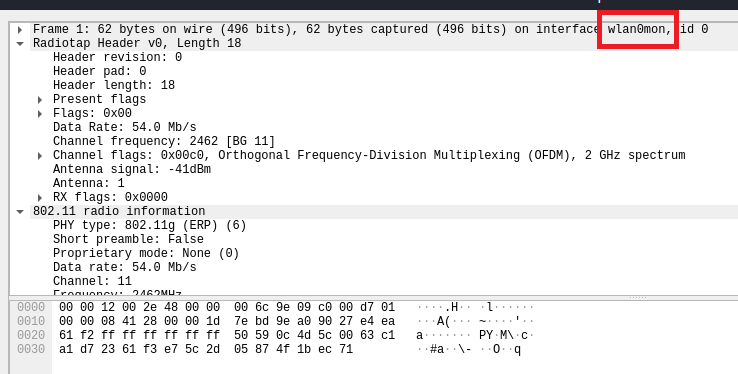 Frame 1: 62 bytes on wire (496 bits), 62 bytes captured (496 bits) on interface wlan0mon, id 0
Radiotap Header v0, Length 18
Header revision: 0
Header pad: 0
Header length: 18
Present flags
Flags: 0x00
Data Rate: 54.0 Mb/s
Channel frequency: 2462 [BG 11]
Channel flags: 0x00c0, Orthogonal Frequency-Division Multiplexing (OFDM), 2 GHz spectrum
Antenna signal: -41dBm
Antenna: 1
RX flags: 0x0000
802.11 radio information
PHY type: 802.11g (ERP) (6)
Short preamble: False
Proprietary mode: None (0)
Data rate: 54.0 Mb/s
Channel: 11
Frequency: 2462MHz
0000 00 00 12 00 2e 48 00 00 00 6c 9e 09 c0 00 d7 01 ·····.H·· ·l······
0010 00 00 08 41 28 00 00 1d 7e bd 9e a0 90 27 e4 ea ···A(··· ~····'··
0020 61 f2 ff ff ff ff ff ff 50 59 0c 4d 5c 00 63 c1 a······· PY·M\·c·
0030 a1 d7 23 61 f3 e7 5c 2d 05 87 4f 1b ec 71 ··#a··\- ··O··q